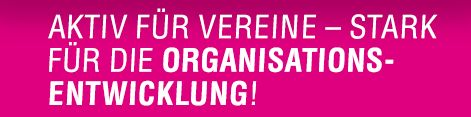 AKTIV FÜR VEREINE – STARK
FÜR DIE ORGANISATIONS-
ENTWICKLUNG!